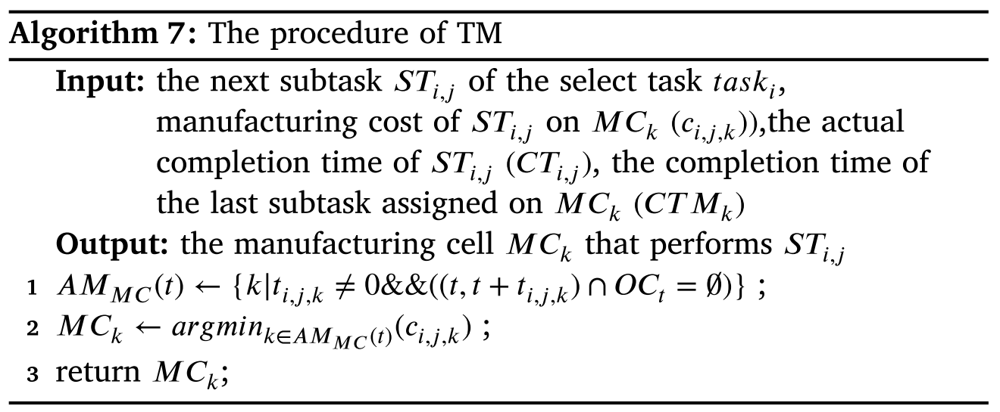 Algorithm 7: The procedure of TM
Input: the next subtask $ST_{i,j}$ of the select task $task_i$,
manufacturing cost of $ST_{i,j}$ on $MC_k$ ($c_{i,j,k}$)),the actual
completion time of $ST_{i,j}$ ($CT_{i,j}$), the completion time of
the last subtask assigned on $MC_k$ ($CTM_k$)
Output: the manufacturing cell $MC_k$ that performs $ST_{i,j}$
1 $AM_{MC}(t) \leftarrow \{k|t_{i,j,k} \neq 0 \&\& ((t, t + t_{i,j,k}) \cap OC_t = \emptyset)\}$ ;
2 $MC_k \leftarrow argmin_{k \in AM_{MC}(t)}(c_{i,j,k})$ ;
3 return $MC_k$;